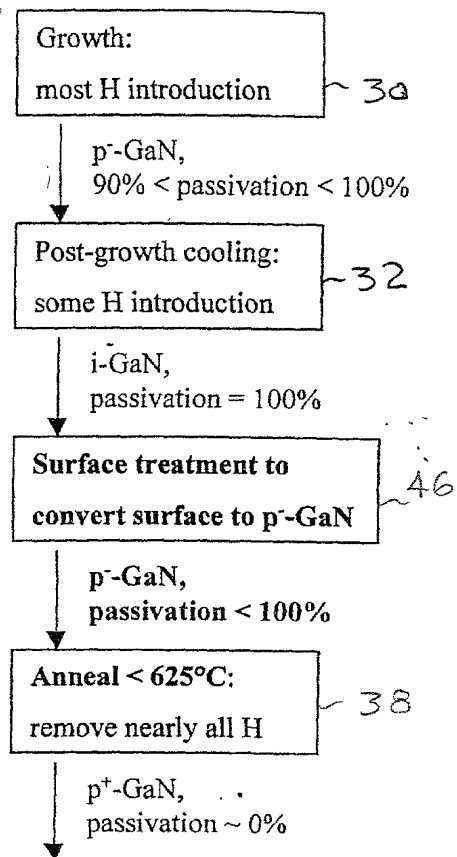 Growth:
most H introduction
30
p⁻-GaN,
90% < passivation < 100%
Post-growth cooling:
some H introduction
32
i-GaN,
passivation = 100%
Surface treatment to
convert surface to p⁻-GaN
46
p⁻-GaN,
passivation < 100%
Anneal < 625°C:
remove nearly all H
38
p⁺-GaN,
passivation ~ 0%